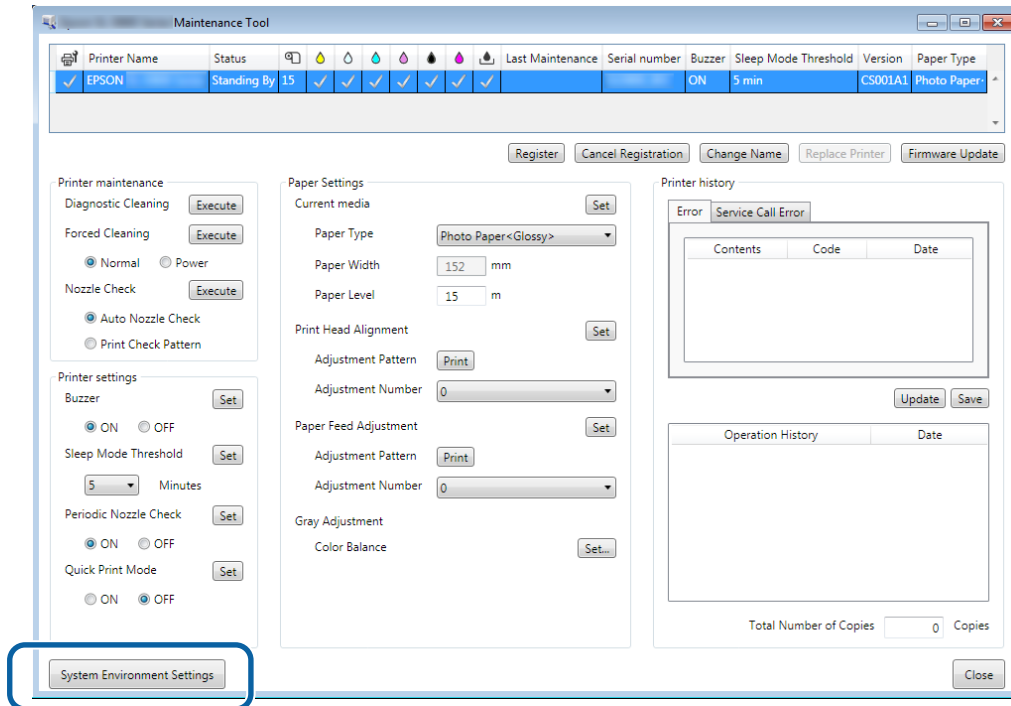 Maintenance Tool
Printer Name Status Last Maintenance Serial number Buzzer Sleep Mode Threshold Version Paper Type
EPSON Standing By 15 ON 5 min CS001A1 Photo Paper
Register Cancel Registration Change Name Replace Printer Firmware Update
Printer maintenance
Diagnostic Cleaning Execute
Forced Cleaning Execute
Normal Power
Nozzle Check Execute
Auto Nozzle Check
Print Check Pattern
Printer settings
Buzzer Set
ON OFF
Sleep Mode Threshold Set
5 Minutes
Periodic Nozzle Check Set
ON OFF
Quick Print Mode Set
ON OFF
Paper Settings
Current media Set
Paper Type Photo Paper<Glossy>
Paper Width 152 mm
Paper Level 15 m
Print Head Alignment Set
Adjustment Pattern Print
Adjustment Number 0
Paper Feed Adjustment Set
Adjustment Pattern Print
Adjustment Number 0
Gray Adjustment
Color Balance Set...
Printer history
Error Service Call Error
Contents Code Date
Update Save
Operation History Date
Total Number of Copies 0 Copies
System Environment Settings Close